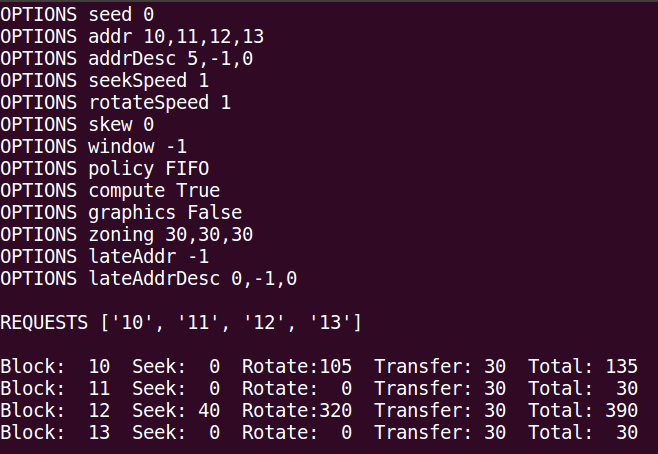 OPTIONS seed 0
OPTIONS addr 10,11,12,13
OPTIONS addrDesc 5,-1,0
OPTIONS seekSpeed 1
OPTIONS rotateSpeed 1
OPTIONS skew 0
OPTIONS window -1
OPTIONS policy FIFO
OPTIONS compute True
OPTIONS graphics False
OPTIONS zoning 30,30,30
OPTIONS lateAddr -1
OPTIONS lateAddrDesc 0,-1,0

REQUESTS ['10', '11', '12', '13']

Block:  10  Seek:  0  Rotate:105  Transfer: 30  Total: 135
Block:  11  Seek:  0  Rotate:  0  Transfer: 30  Total:  30
Block:  12  Seek: 40  Rotate:320  Transfer: 30  Total: 390
Block:  13  Seek:  0  Rotate:  0  Transfer: 30  Total:  30